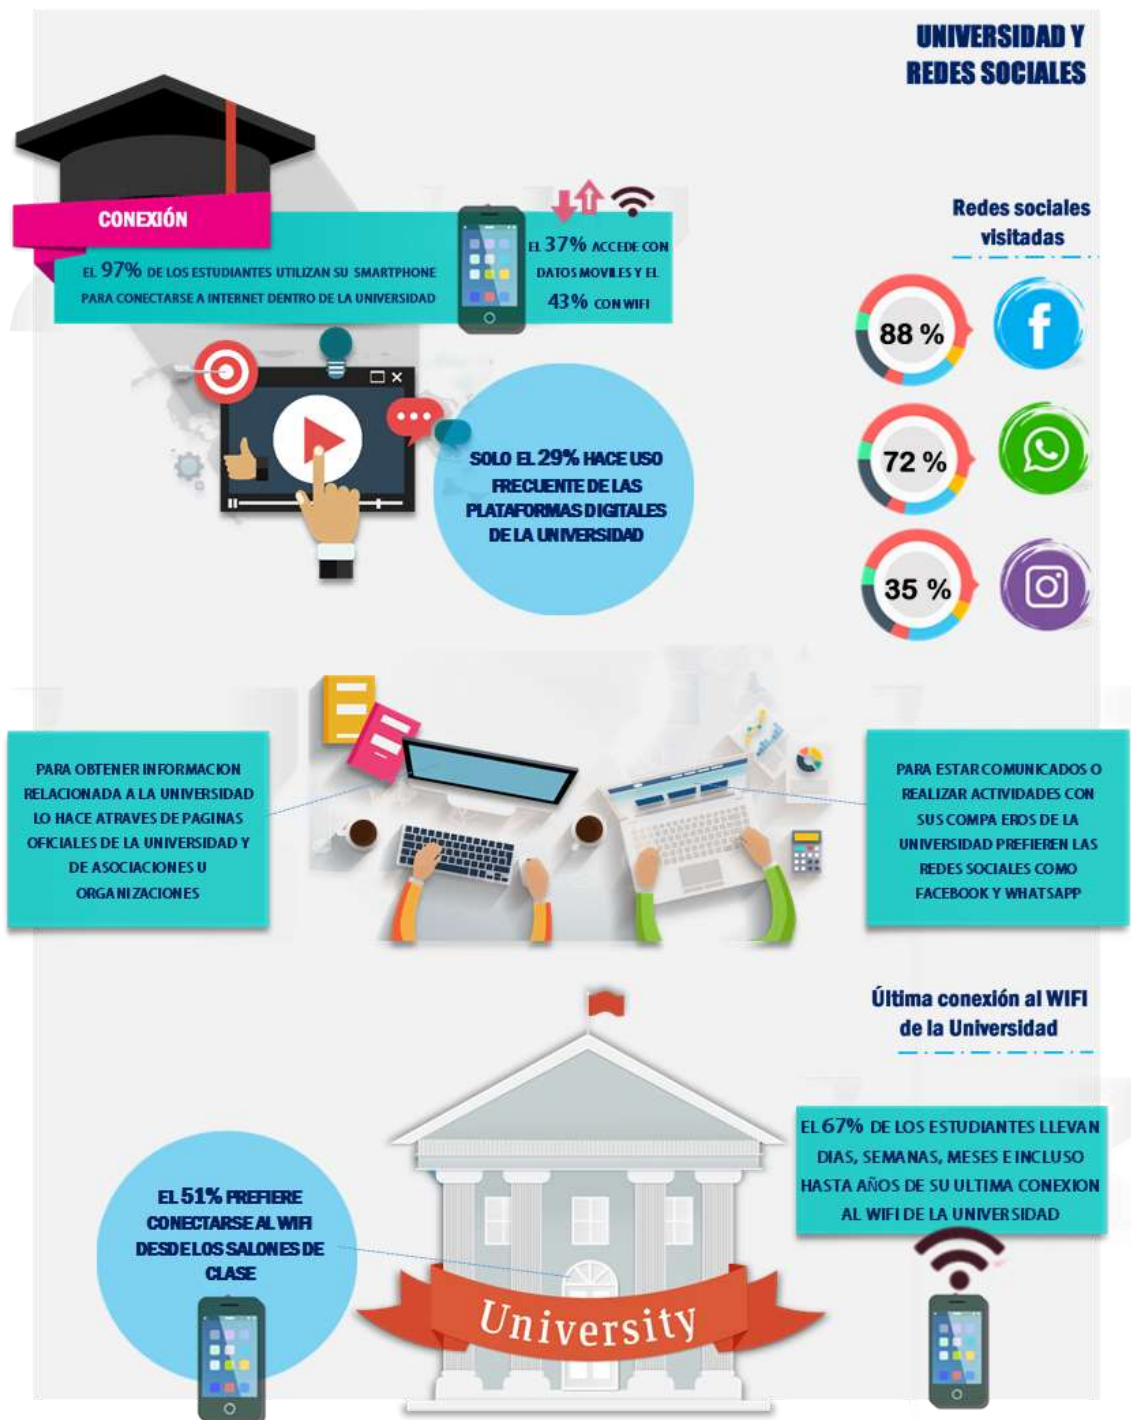 UNIVERSIDAD Y
REDES SOCIALES
CONEXIÓN
EL 97% DE LOS ESTUDIANTES UTILIZAN SU SMARTPHONE
PARA CONECTARSE A INTERNET DENTRO DE LA UNIVERSIDAD
EL 37% ACCEDE CON
DATOS MOVILES Y EL
43% CON WIFI
Redes sociales
visitadas
88 %
72 %
35 %
SOLO EL 29% HACE USO
FRECUENTE DE LAS
PLATAFORMAS DIGITALES
DE LA UNIVERSIDAD
PARA OBTENER INFORMACION
RELACIONADA A LA UNIVERSIDAD
LO HACE ATRAVES DE PAGINAS
OFICIALES DE LA UNIVERSIDAD Y
DE ASOCIACIONES U
ORGANIZACIONES
PARA ESTAR COMUNICADOS O
REALIZAR ACTIVIDADES CON
SUS COMPA EROS DE LA
UNIVERSIDAD PREFIEREN LAS
REDES SOCIALES COMO
FACEBOOK Y WHATSAPP
Última conexión al WIFI
de la Universidad
EL 67% DE LOS ESTUDIANTES LLEVAN
DIAS, SEMANAS, MESES E INCLUSO
HASTA AÑOS DE SU ULTIMA CONEXION
AL WIFI DE LA UNIVERSIDAD
EL 51% PREFIERE
CONECTARSE AL WIFI
DESDE LOS SALONES DE
CLASE
University